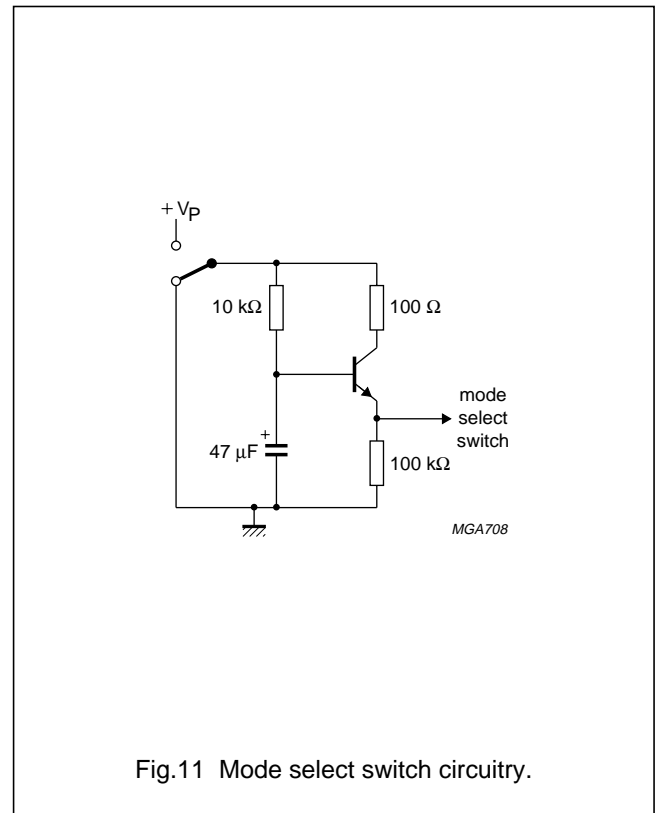 + VP
10 kΩ
100 Ω
mode
select
switch
+
47 µF
100 kΩ
MGA708
Fig.11 Mode select switch circuitry.